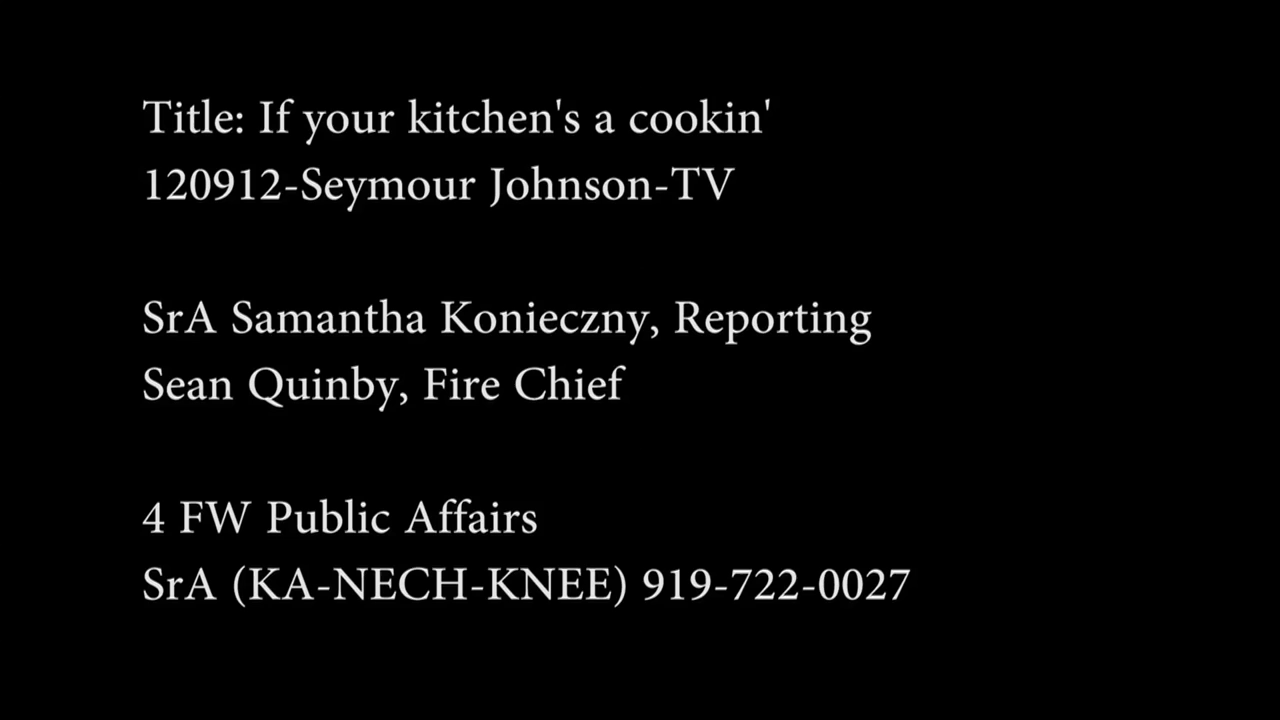 Title: If your kitchen's a cookin'
120912-Seymour Johnson-TV
SrA Samantha Konieczny, Reporting
Sean Quinby, Fire Chief
4 FW Public Affairs
SrA (KA-NECH-KNEE) 919-722-0027